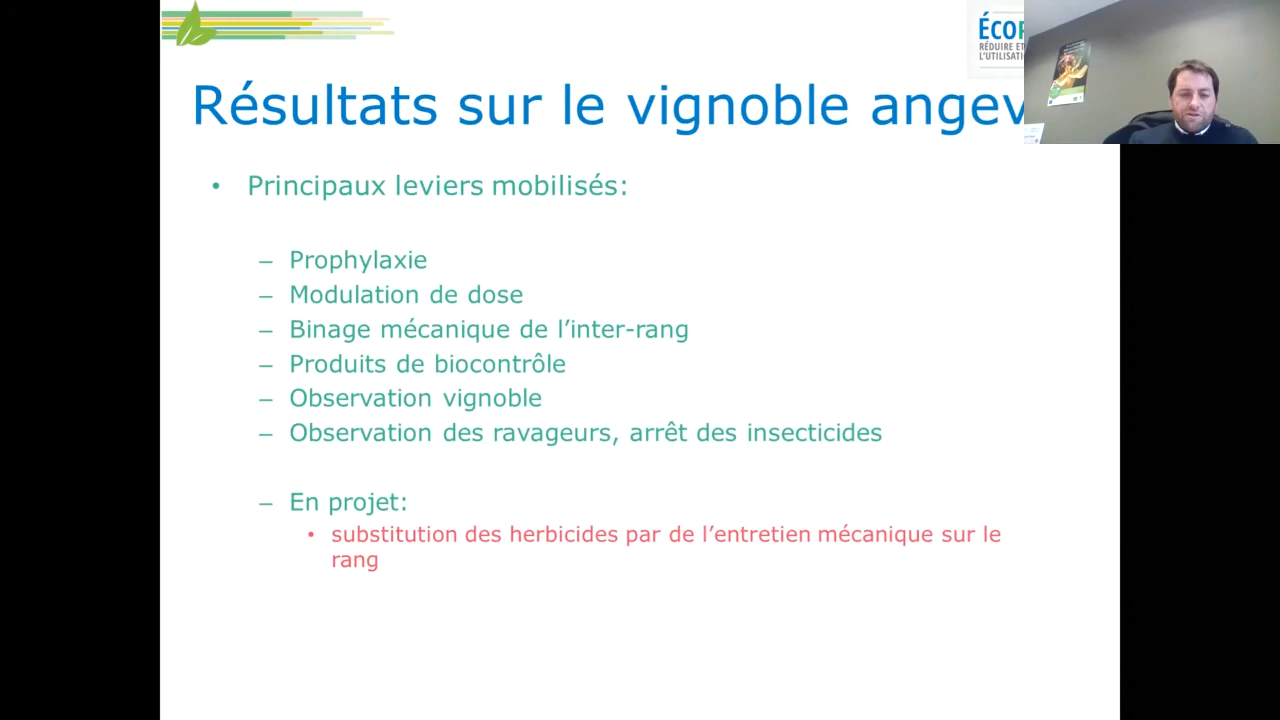 ÉCO
RÉDUIRE ET
L'UTILISATI
Résultats sur le vignoble angev
• Principaux leviers mobilisés:
– Prophylaxie
– Modulation de dose
– Binage mécanique de l’inter-rang
– Produits de biocontrôle
– Observation vignoble
– Observation des ravageurs, arrêt des insecticides
– En projet:
• substitution des herbicides par de l’entretien mécanique sur le
rang